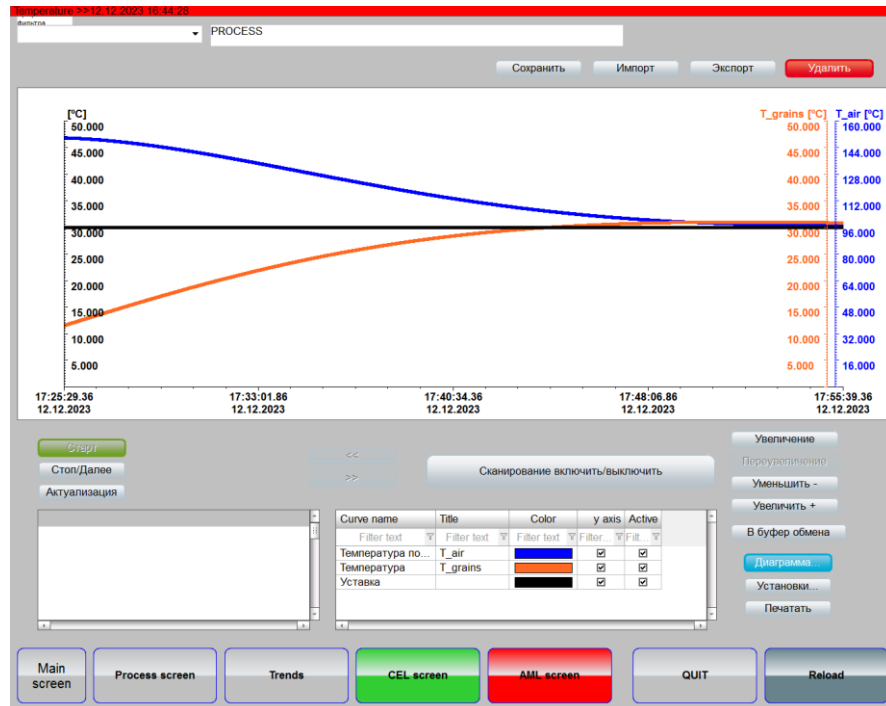 Temperature >>12.12.2023 16:44:28
фильтра
PROCESS
Сохранить Импорт Экспорт Удалить
[ºC] T_grains [ºC] T_air [ºC]
50.000 50.000 160.000
45.000 45.000 144.000
40.000 40.000 128.000
35.000 35.000 112.000
30.000 30.000 96.000
25.000 25.000 80.000
20.000 20.000 64.000
15.000 15.000 48.000
10.000 10.000 32.000
5.000 5.000 16.000
17:25:29.36 17:33:01.86 17:40:34.36 17:48:06.86 17:55:39.36
12.12.2023 12.12.2023 12.12.2023 12.12.2023 12.12.2023
Старт
Стоп/Далее
Актуализация
<<
>>
Сканирование включить/выключить
Увеличение
Переувеличение
Уменьшить -
Увеличить +
В буфер обмена
Диаграмма...
Установки...
Печатать
Curve name Title Color y axis Active
Filter text Filter text Filter text Filter... Filt...
Температура по... T_air
Температура T_grains
Уставка
Main screen
Process screen
Trends
CEL screen
AML screen
QUIT
Reload